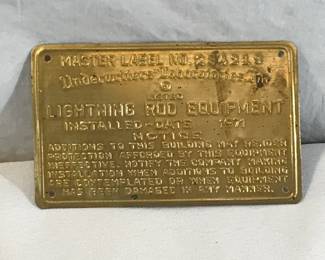 MASTER LABEL NO.
Underwriters' Laboratories, Inc.
LIGHTNING ROD EQUIPMENT
INSTALLED-DATE 1971
NOTICE
ADDITIONS TO THIS BUILDING MAY RENDER
PROTECTION AFFORDED BY THIS EQUIPMENT
DEFECTIVE. NOTIFY THE COMPANY MAKING
INSTALLATION WHEN ADDITIONS TO BUILDING
ARE CONTEMPLATED OR WHEN EQUIPMENT
HAS BEEN DAMAGED IN ANY MANNER.